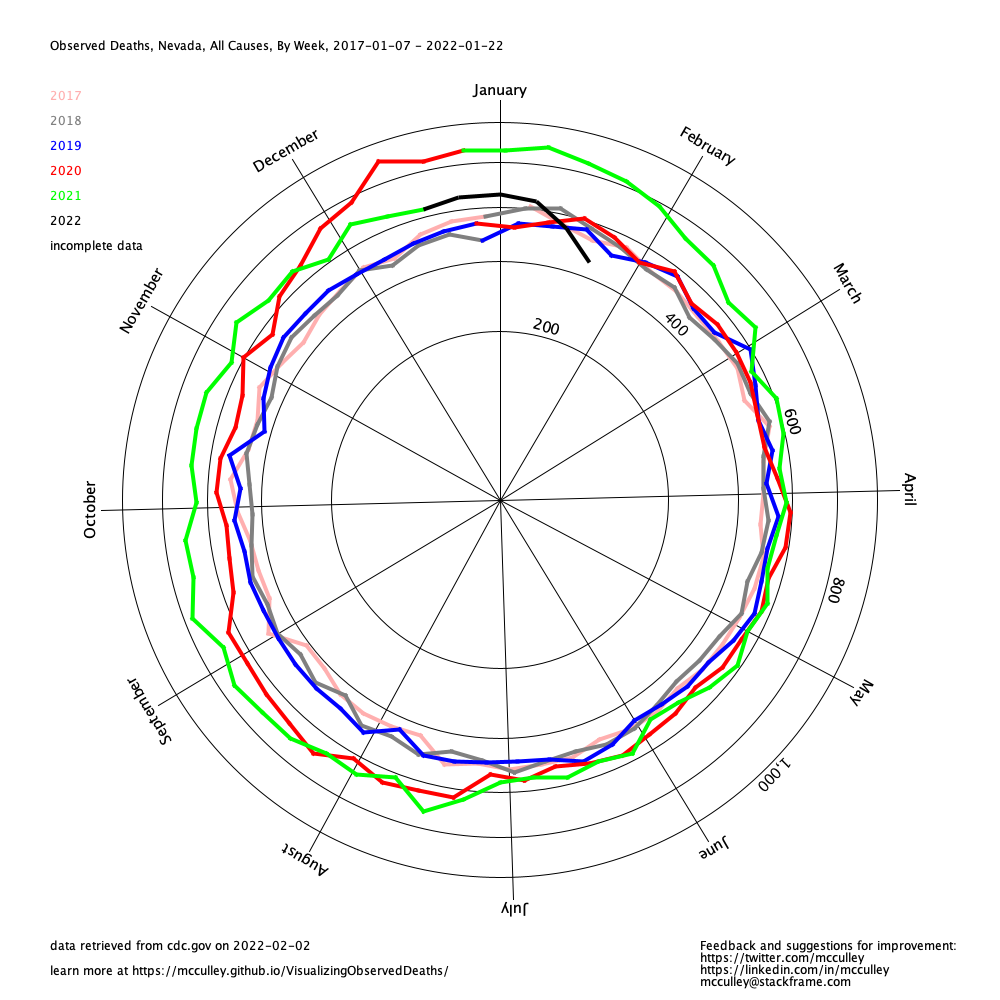 Observed Deaths, Nevada, All Causes, By Week, 2017-01-07 - 2022-01-22
2017
2018
2019
2020
2021
2022
incomplete data
January
February
March
April
May
June
July
August
September
October
November
December
200
400
600
800
1,000
data retrieved from cdc.gov on 2022-02-02
learn more at https://mcculley.github.io/VisualizingObservedDeaths/
Feedback and suggestions for improvement:
https://twitter.com/mcculley
https://linkedin.com/in/mcculley
mcculley@stackframe.com